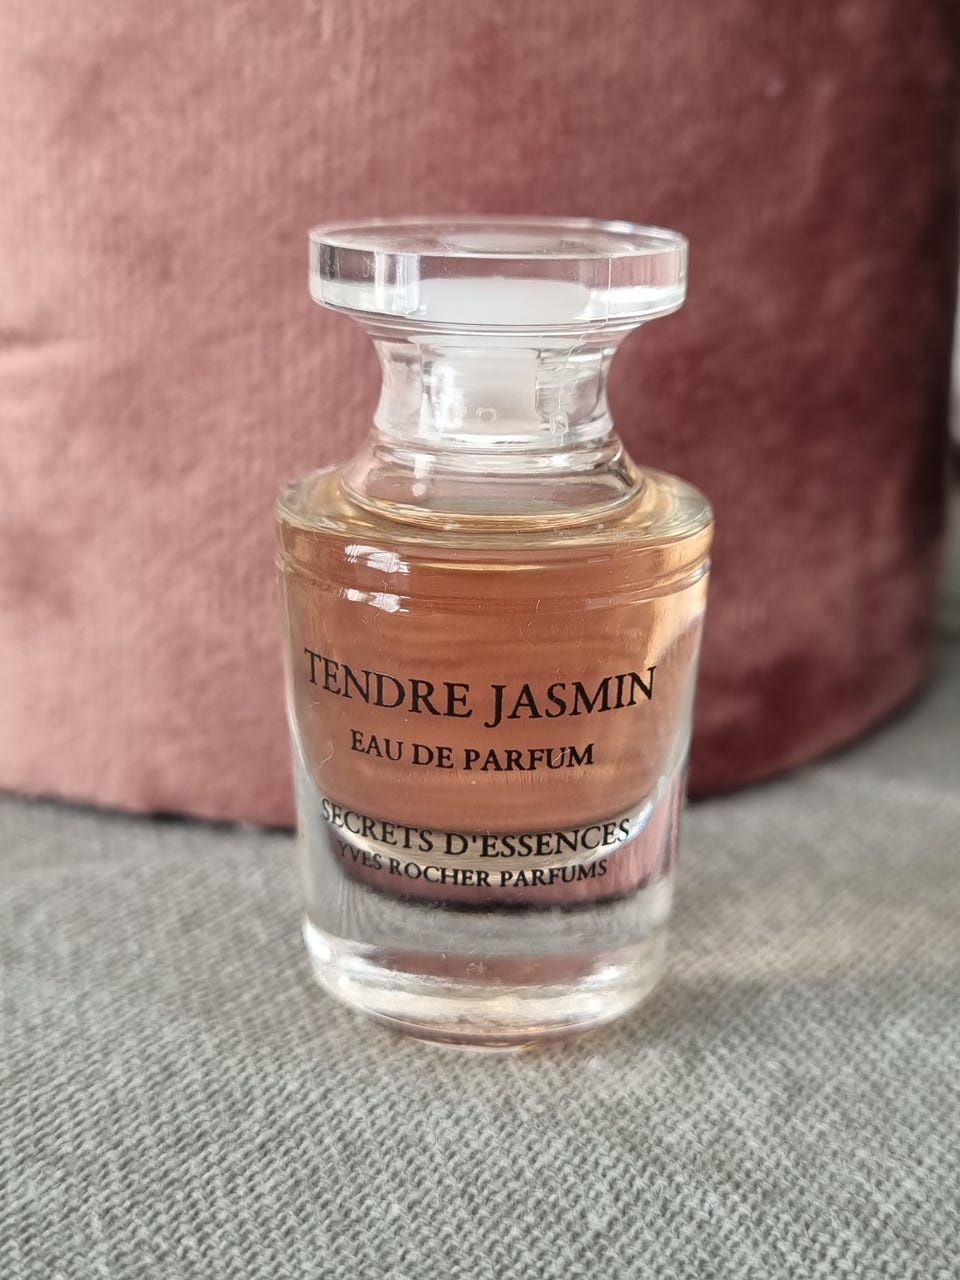 TENDRE JASMIN
EAU DE PARFUM
SECRETS D'ESSENCES
YVES ROCHER PARFUMS